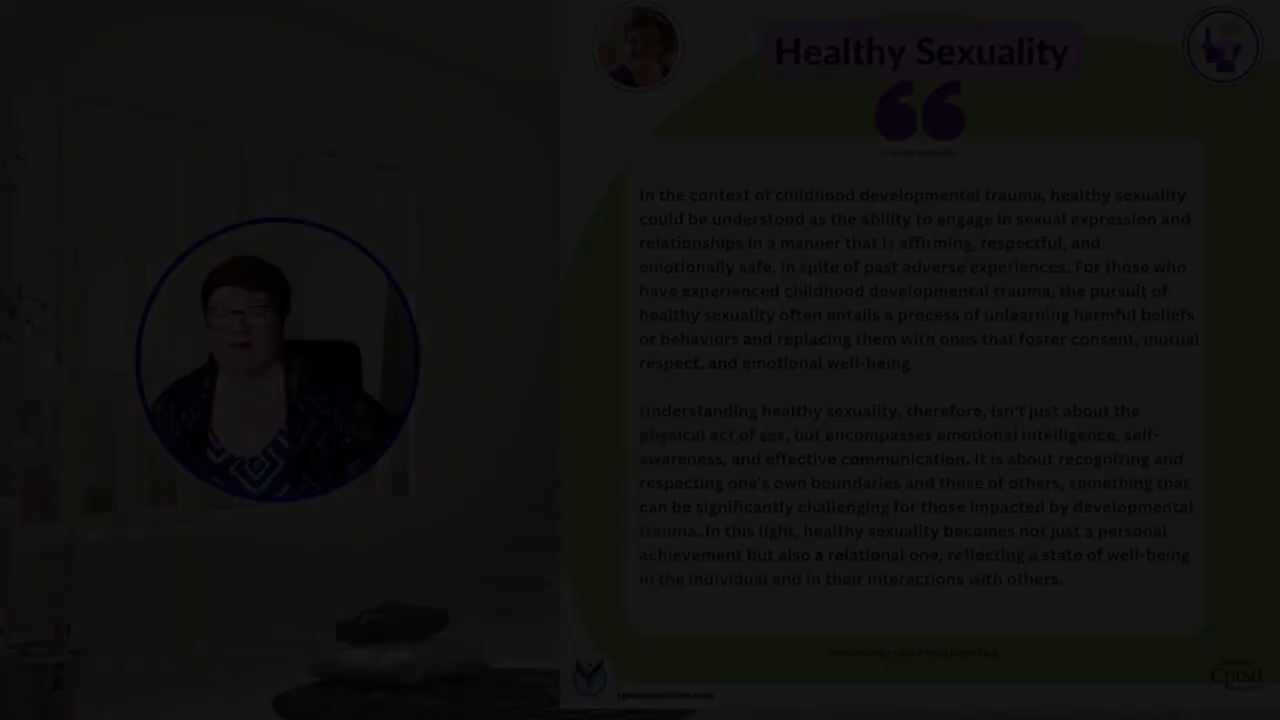 Healthy Sexuality
In the context of childhood developmental trauma, healthy sexuality
could be understood as the ability to engage in sexual expression and
relationships in a manner that is affirming, respectful, and
emotionally safe, in spite of past adverse experiences. For those who
have experienced childhood developmental trauma, the pursuit of
healthy sexuality often entails a process of unlearning harmful beliefs
or behaviors and replacing them with ones that foster consent, mutual
respect, and emotional well-being.
Understanding healthy sexuality, therefore, isn't just about the
physical act of sex, but encompasses emotional intelligence, self-
awareness, and effective communication. It is about recognizing and
respecting one's own boundaries and those of others, something that
can be significantly challenging for those impacted by developmental
trauma. In this light, healthy sexuality becomes not just a personal
achievement but also a relational one, reflecting a state of well-being
in the individual and in their interactions with others.
Cptsd